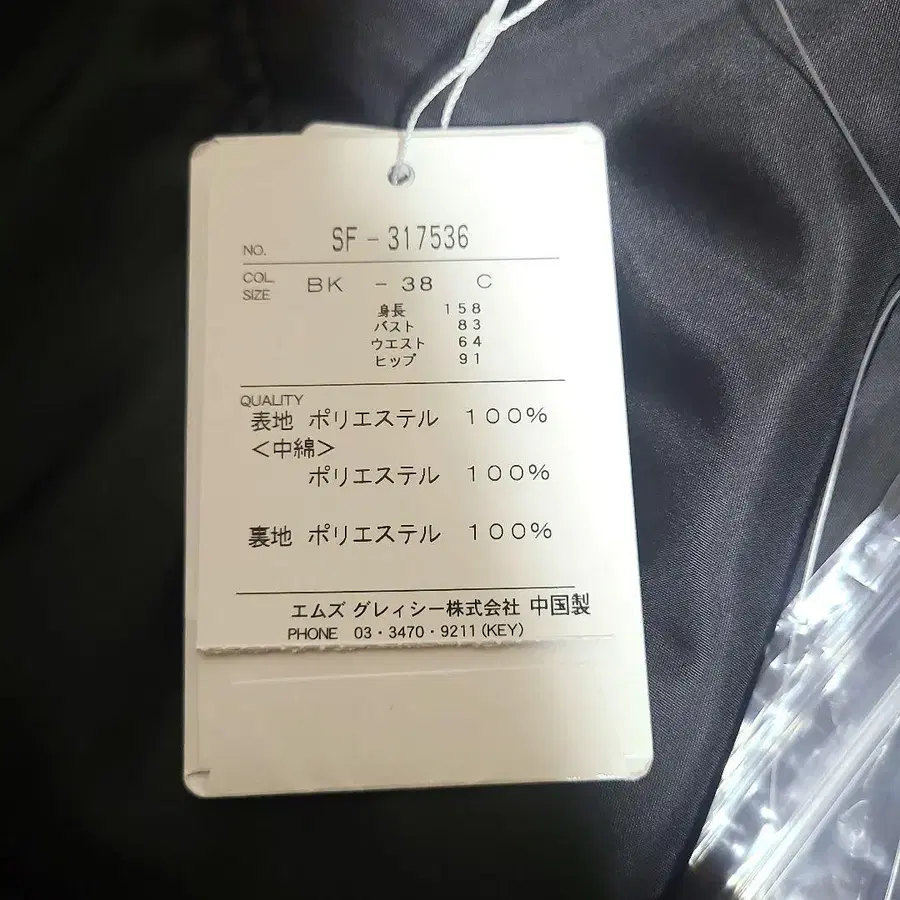 NO. SF-317536
COL. SIZE BK -38 C
身長 158
バスト 83
ウエスト 64
ヒップ 91
QUALITY
表地 ポリエステル 100%
<中綿>
ポリエステル 100%
裏地 ポリエステル 100%
エムズ グレィシー株式会社 中国製
PHONE 03・3470・9211(KEY)